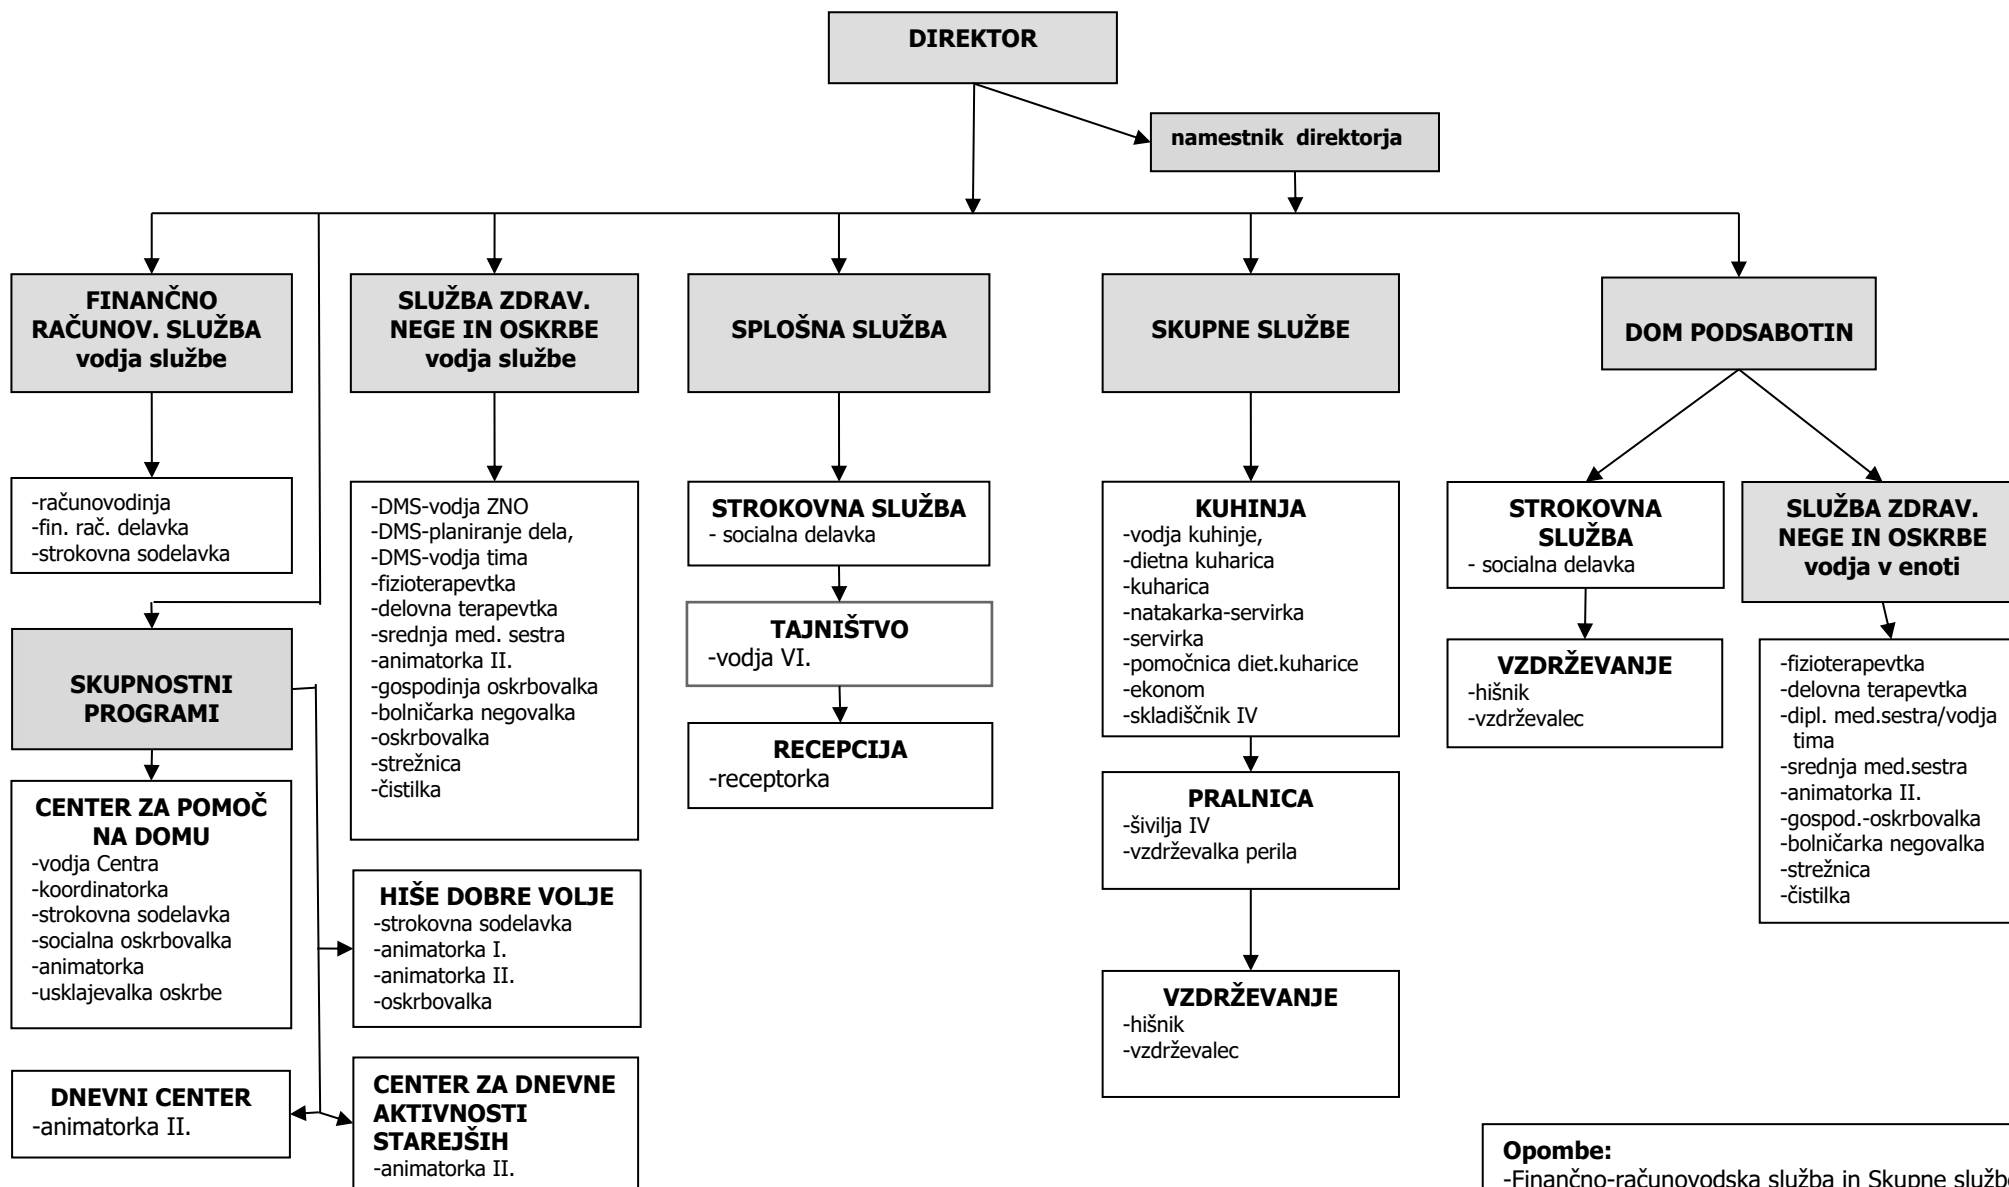 DIREKTOR
namestnik  direktorja
FINANČNO
RAČUNOV. SLUŽBA
vodja službe
SLUŽBA ZDRAV.
NEGE IN OSKRBE
vodja službe
SPLOŠNA SLUŽBA
SKUPNE SLUŽBE
DOM PODSABOTIN
-računovodinja
-fin. rač. delavka
-strokovna sodelavka
-DMS-vodja ZNO
-DMS-planiranje dela,
-DMS-vodja tima
-fizioterapevtka
-delovna terapevtka
-srednja med. sestra
-animatorka II.
-gospodinja oskrbovalka
-bolničarka negovalka
-oskrbovalka
-strežnica
-čistilka
STROKOVNA SLUŽBA
- socialna delavka
TAJNIŠTVO
-vodja VI.
RECEPCIJA
-receptorka
KUHINJA
-vodja kuhinje,
-dietna kuharica
-kuharica
-natakarka-servirka
-servirka
-pomočnica diet.kuharice
-ekonom
-skladiščnik IV
PRALNICA
-šivilja IV
-vzdrževalka perila
VZDRŽEVANJE
-hišnik
-vzdrževalec
STROKOVNA
SLUŽBA
- socialna delavka
VZDRŽEVANJE
-hišnik
-vzdrževalec
SLUŽBA ZDRAV.
NEGE IN OSKRBE
vodja v enoti
-fizioterapevtka
-delovna terapevtka
-dipl. med.sestra/vodja
tima
-srednja med.sestra
-animatorka II.
-gospod.-oskrbovalka
-bolničarka negovalka
-strežnica
-čistilka
SKUPNOSTNI
PROGRAMI
CENTER ZA POMOČ
NA DOMU
-vodja Centra
-koordinatorka
-strokovna sodelavka
-socialna oskrbovalka
-animatorka
-usklajevalka oskrbe
HIŠE DOBRE VOLJE
-strokovna sodelavka
-animatorka I.
-animatorka II.
-oskrbovalka
DNEVNI CENTER
-animatorka II.
CENTER ZA DNEVNE
AKTIVNOSTI
STAREJŠIH
-animatorka II.
Opombe:
-Finančno-računovodska služba in Skupne službe